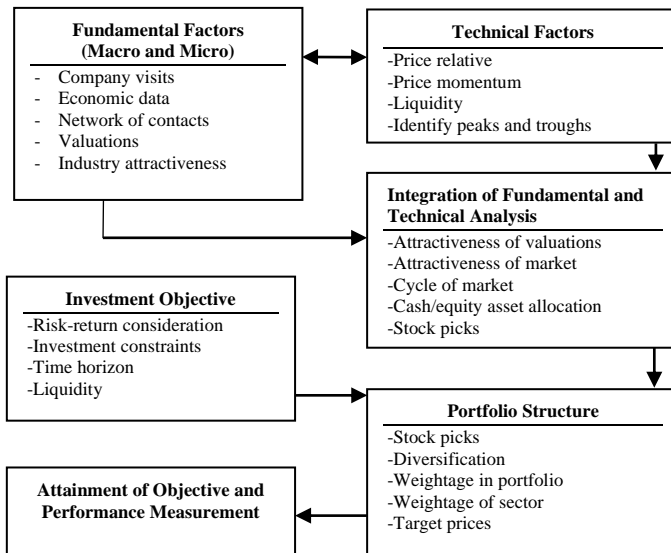 Fundamental Factors
(Macro and Micro)
- Company visits
- Economic data
- Network of contacts
- Valuations
- Industry attractiveness
Technical Factors
-Price relative
-Price momentum
-Liquidity
-Identify peaks and troughs
Integration of Fundamental and
Technical Analysis
-Attractiveness of valuations
-Attractiveness of market
-Cycle of market
-Cash/equity asset allocation
-Stock picks
Investment Objective
-Risk-return consideration
-Investment constraints
-Time horizon
-Liquidity
Portfolio Structure
-Stock picks
-Diversification
-Weightage in portfolio
-Weightage of sector
-Target prices
Attainment of Objective and
Performance Measurement